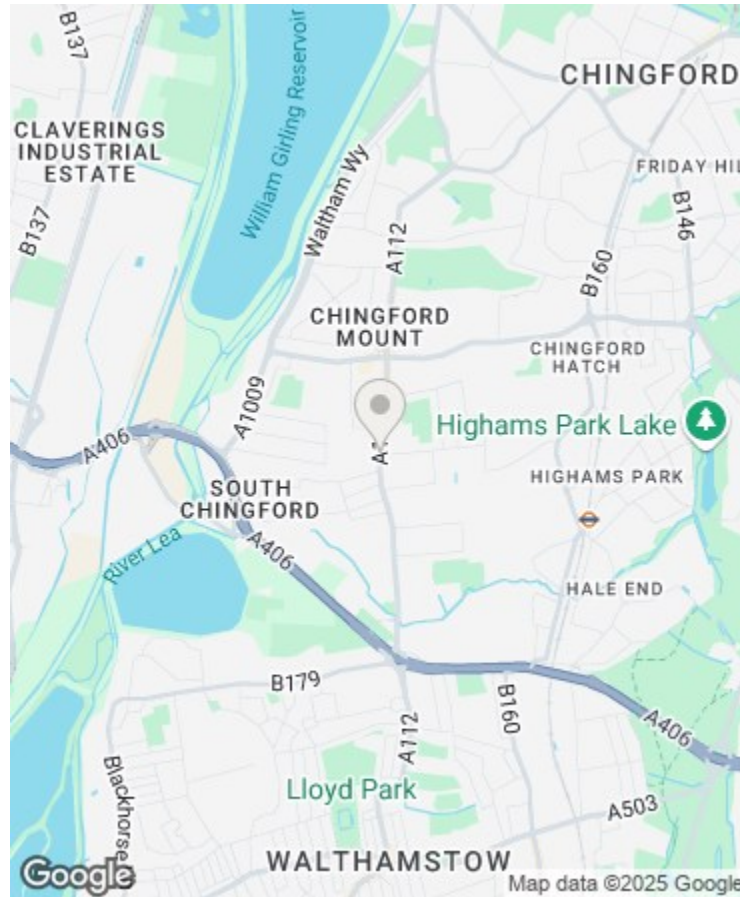 B137
CHINGFORD
CLAVERINGS
INDUSTRIAL
ESTATE
William Girling Reservoir
Waltham Wy
FRIDAY HIL
B137
B146
A112
B160
CHINGFORD
MOUNT
CHINGFORD
HATCH
A1009
Highams Park Lake
A406
A
HIGHAMS PARK
SOUTH
CHINGFORD
River Lea
A406
HALE END
B179
B160
A112
A406
Blackhorse
Lloyd Park
A503
WALTHAMSTOW
Google
Map data ©2025 Google